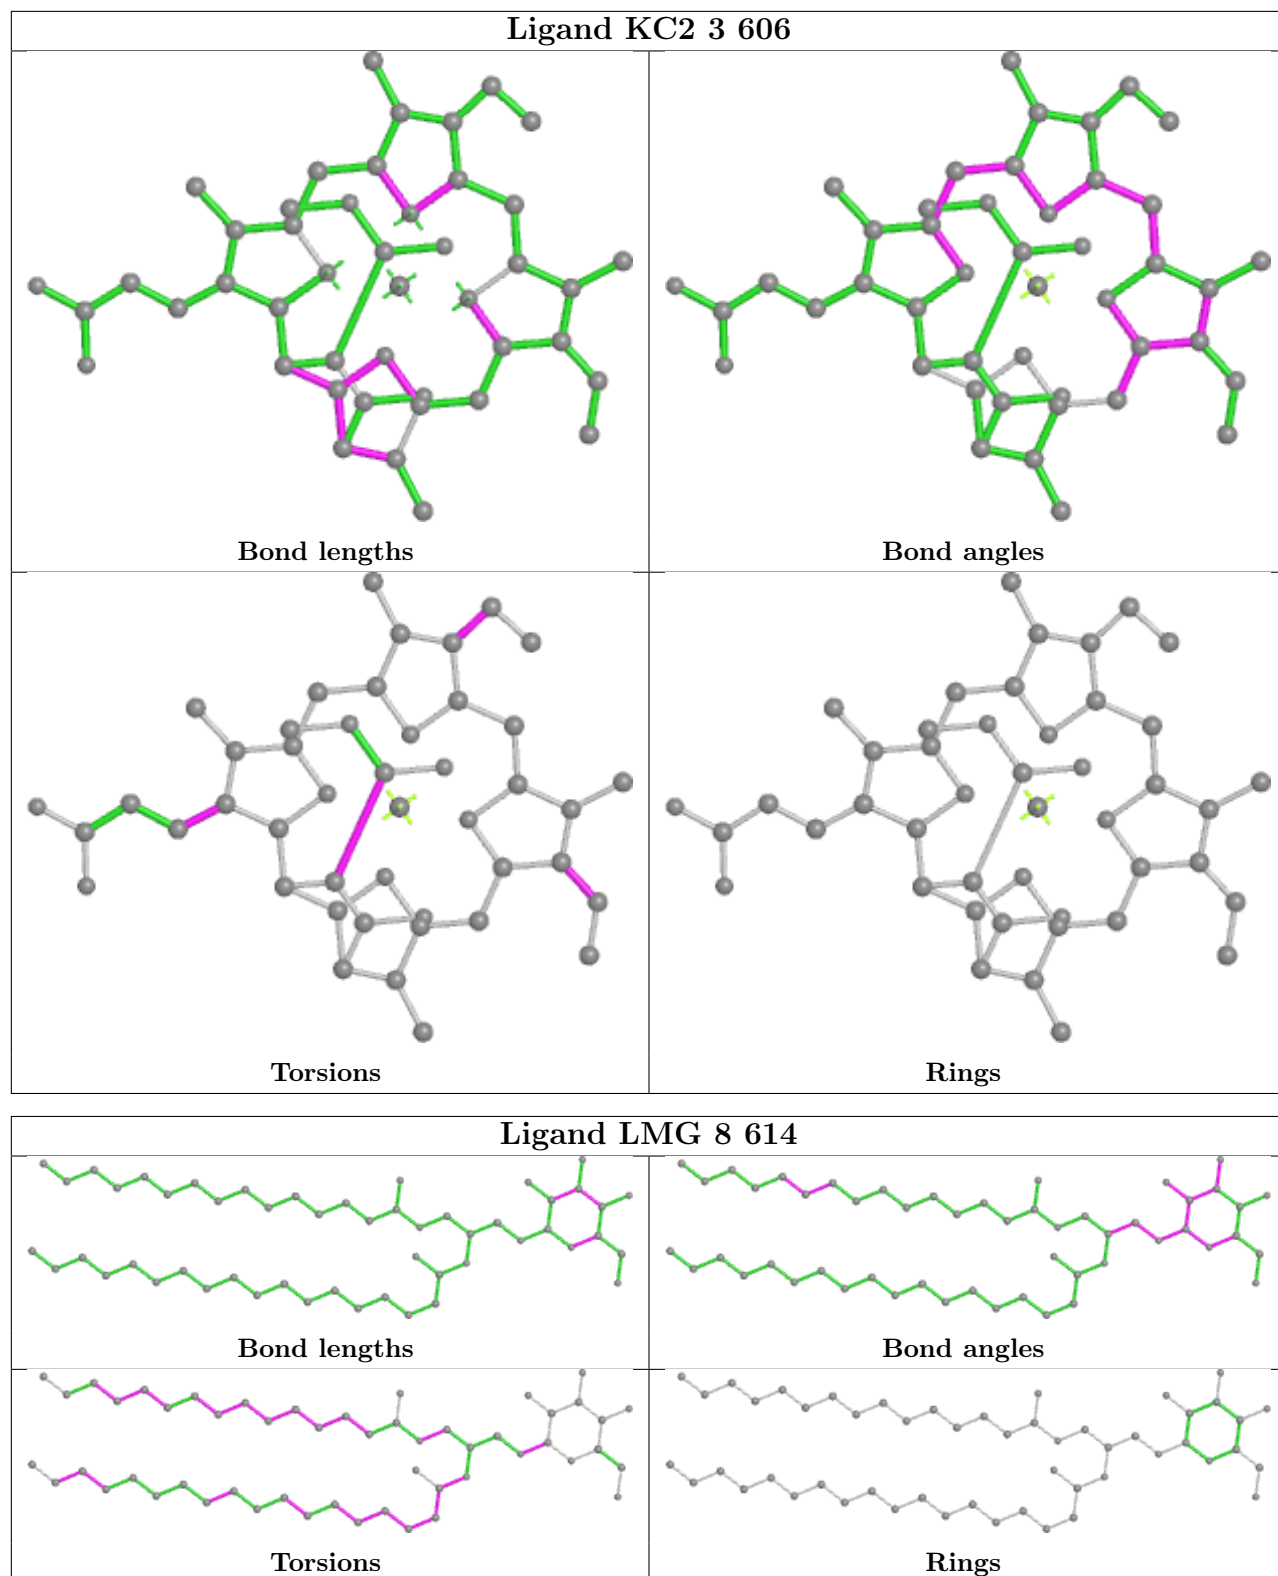 Ligand KC2 3 606
Bond lengths
Bond angles
Torsions
Rings
Ligand LMG 8 614
Bond lengths
Bond angles
Torsions
Rings